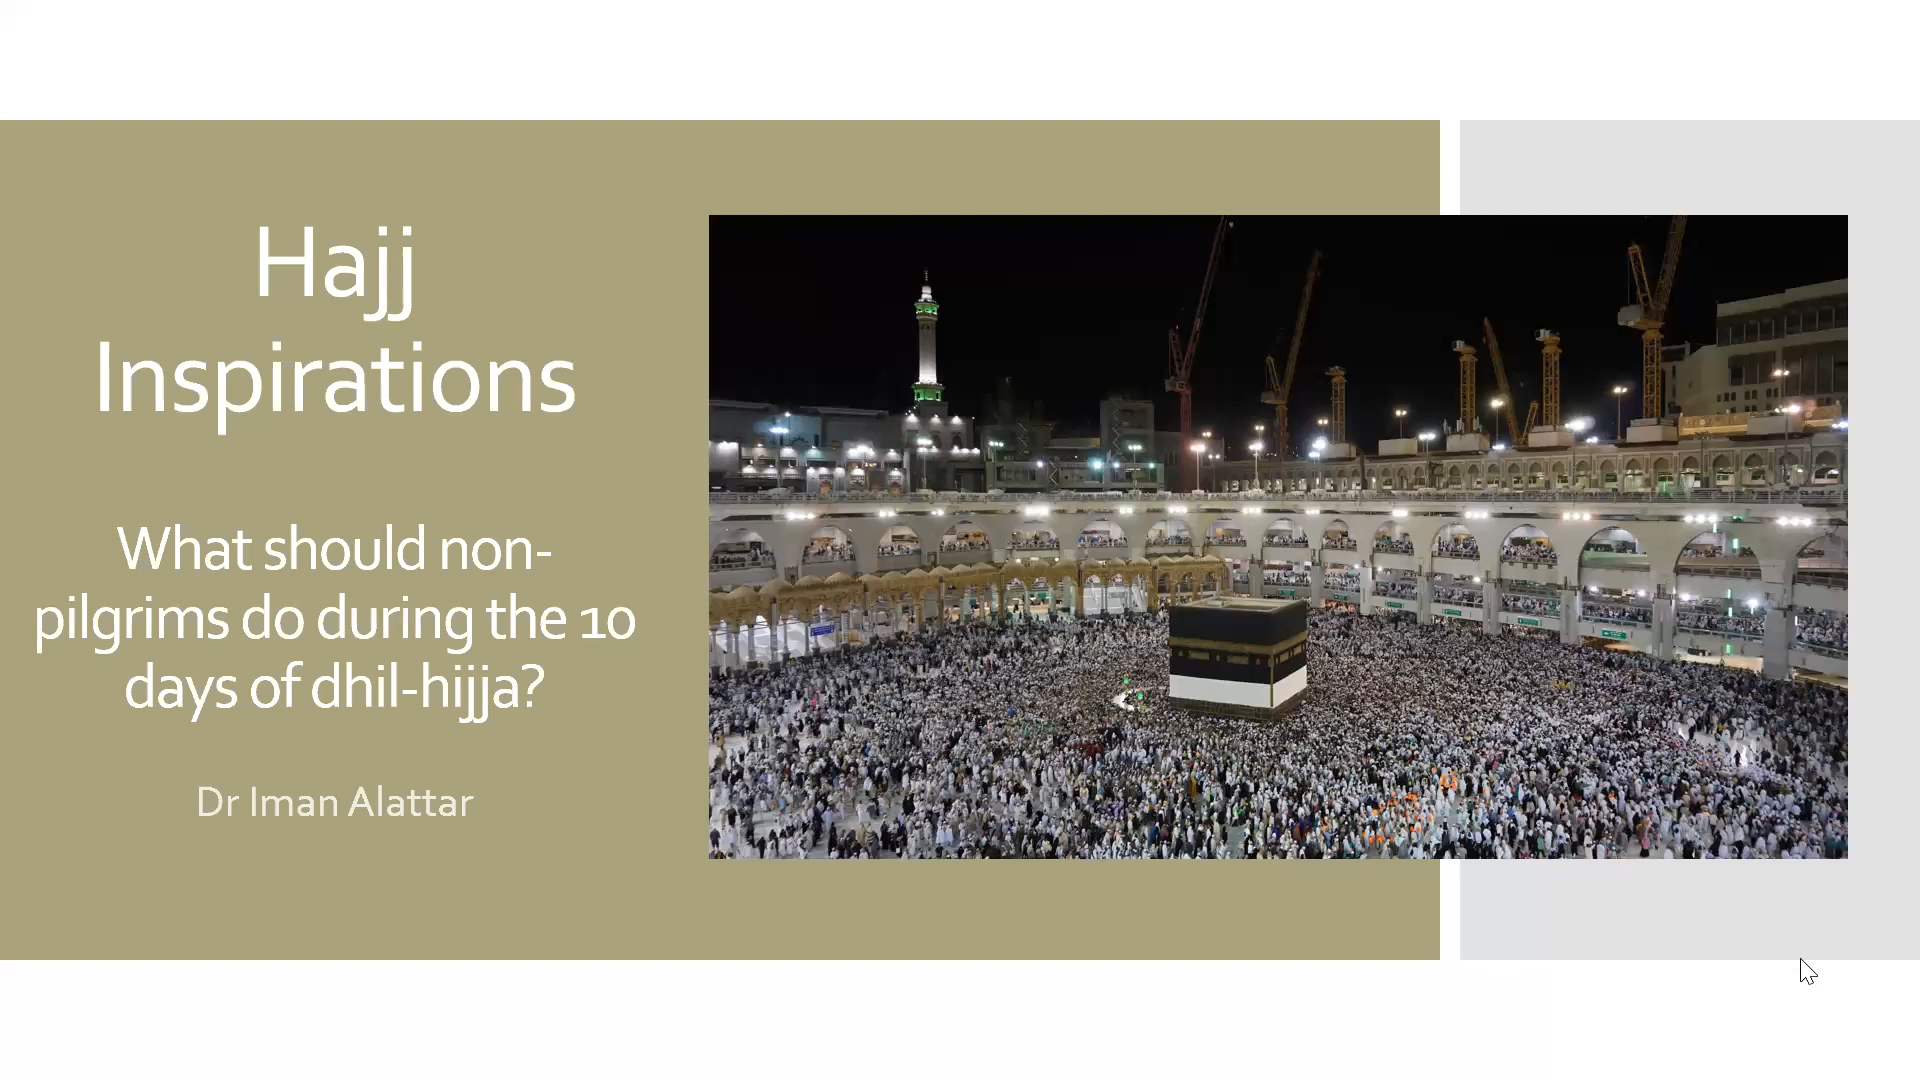 Hajj
Inspirations
What should non-
pilgrims do during the 10
days of dhil-hijja?
Dr Iman Alattar